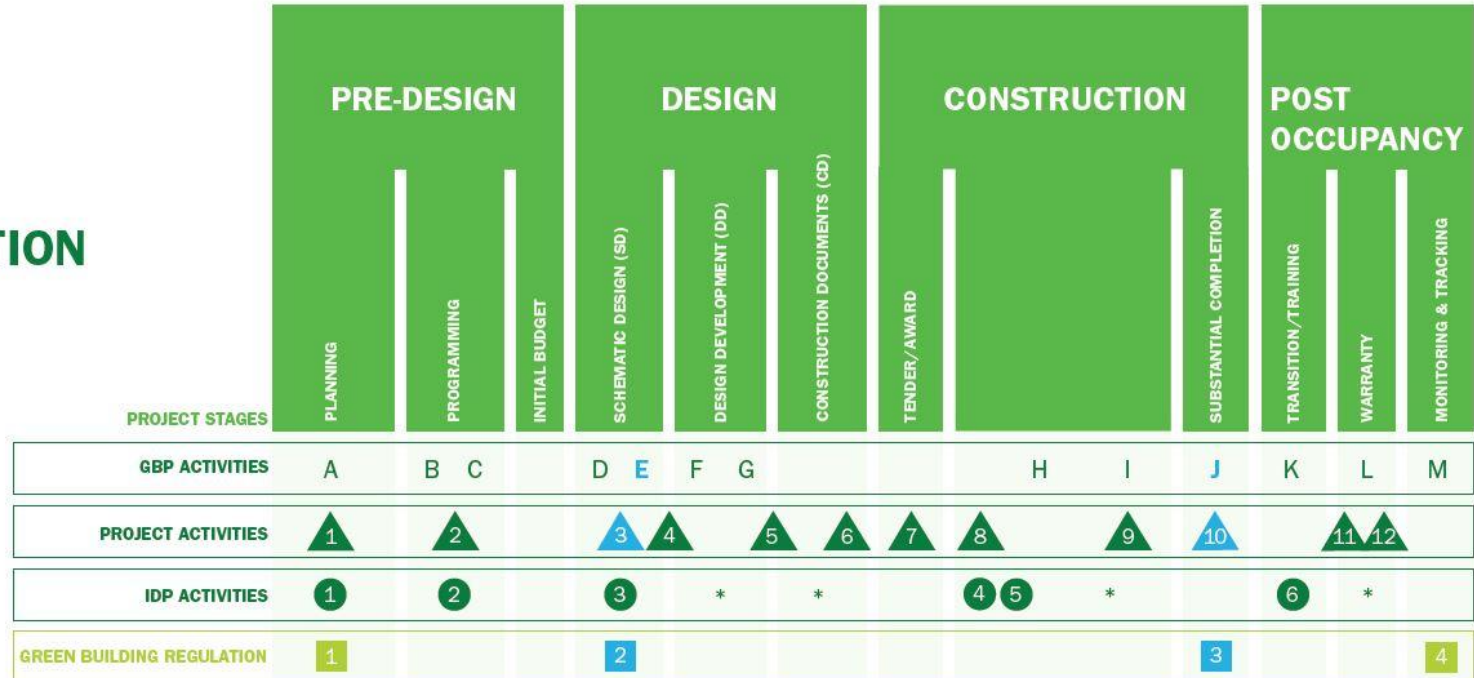 PRE-DESIGN
DESIGN
CONSTRUCTION
POST
OCCUPANCY
TION
PLANNING
PROGRAMMING
INITIAL BUDGET
SCHEMATIC DESIGN (SD)
DESIGN DEVELOPMENT (DD)
CONSTRUCTION DOCUMENTS (CD)
TENDER/AWARD
SUBSTANTIAL COMPLETION
TRANSITION/TRAINING
WARRANTY
MONITORING & TRACKING
PROJECT STAGES
GBP ACTIVITIES A B C D E F G H I J K L M
PROJECT ACTIVITIES 1 2 3 4 5 6 7 8 9 10 11 12
IDP ACTIVITIES 1 2 3 * * 4 5 * 6 *
GREEN BUILDING REGULATION 1 2 3 4